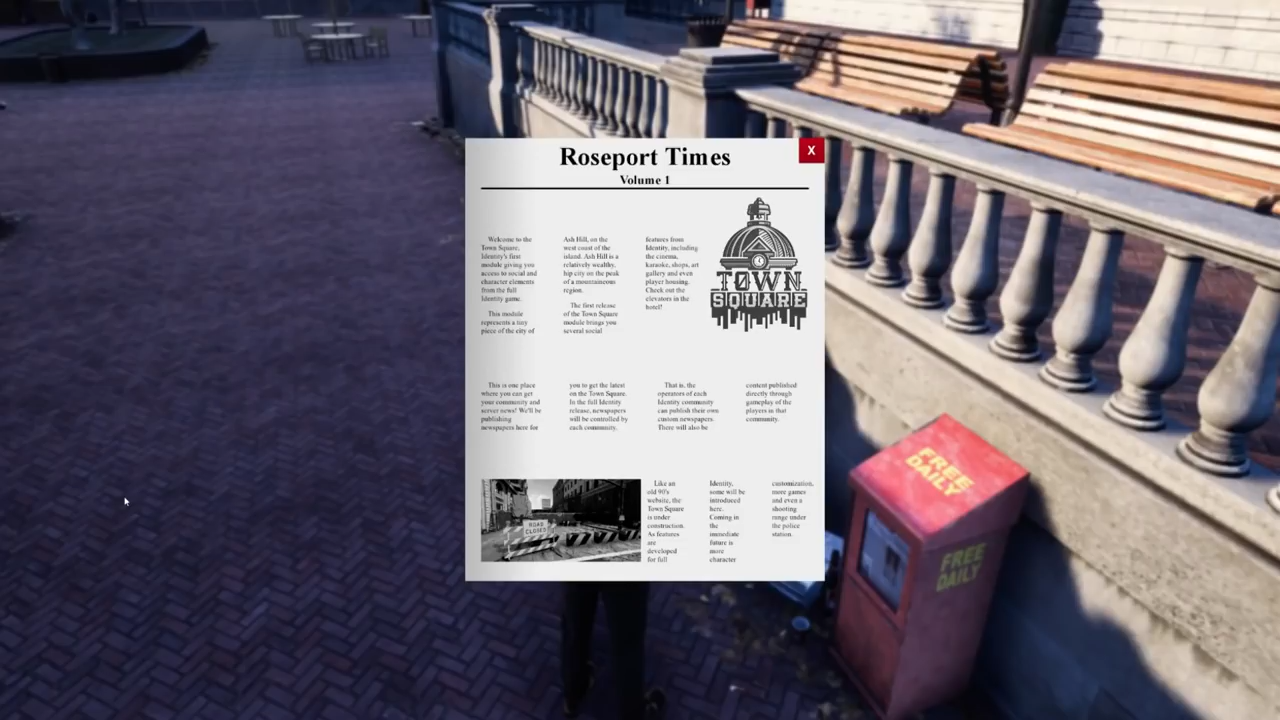 Roseport Times
X
Volume 1
Welcome to the
Town Square,
Identity's first
module giving you
access to social and
character elements
from the full
Identity game.
This module
represents a tiny
piece of the city of
Ash Hill, on the
west coast of the
island. Ash Hill is a
relatively wealthy,
hip city on the peak
of a mountaineous
region.
The first release
of the Town Square
module brings you
several social
features from
Identity, including
the cinema,
karaoke, shops, art
gallery and even
player housing.
Check out the
elevators in the
hotel!
TOWN
SQUARE
This is one place
where you can get
your community and
server news! We'll be
publishing
newspapers here for
you to get the latest
on the Town Square.
In the full Identity
release, newspapers
will be controlled by
each community.
That is, the
operators of each
Identity community
can publish their own
custom newspapers.
There will also be
content published
directly through
gameplay of the
players in that
community.
ROAD
CLOSED
Like an
old 90's
website, the
Town Square
is under
construction.
As features
are
developed
for full
Identity,
some will be
introduced
here.
Coming in
the
immediate
future is
more
character
customization,
more games
and even a
shooting
range under
the police
station.
FREE
DAILY
FREE
DAILY